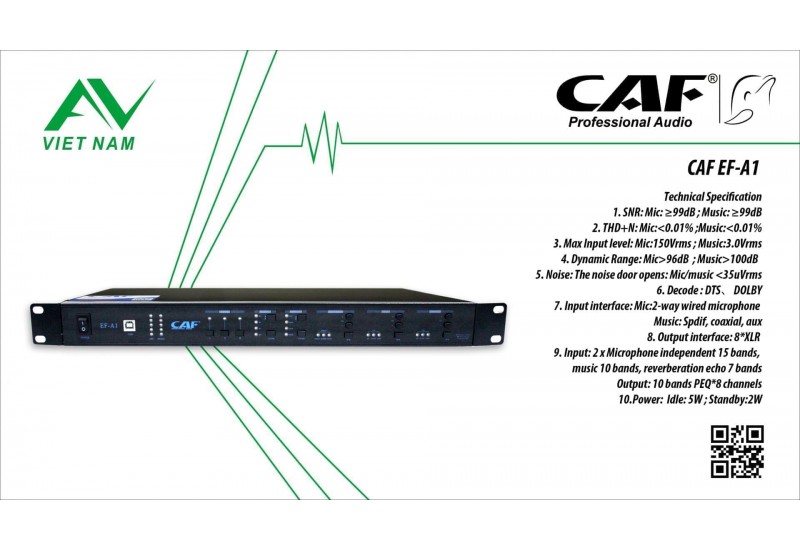 AV
VIET NAM
CAF®
Professional Audio
CAF EF-A1
Technical Specification
1. SNR: Mic: ≥99dB ; Music: ≥99dB
2. THD+N: Mic:<0.01% ;Music:<0.01%
3. Max Input level: Mic:150Vrms ; Music:3.0Vrms
4. Dynamic Range: Mic>96dB ; Music>100dB
5. Noise: The noise door opens: Mic/music <35uVrms
6. Decode : DTS、 DOLBY
7. Input interface: Mic:2-way wired microphone
Music: Spdif, coaxial, aux
8. Output interface: 8*XLR
9. Input: 2 x Microphone independent 15 bands,
music 10 bands, reverberation echo 7 bands
Output: 10 bands PEQ*8 channels
10.Power: Idle: 5W ; Standby:2W
EF-A1
CAF